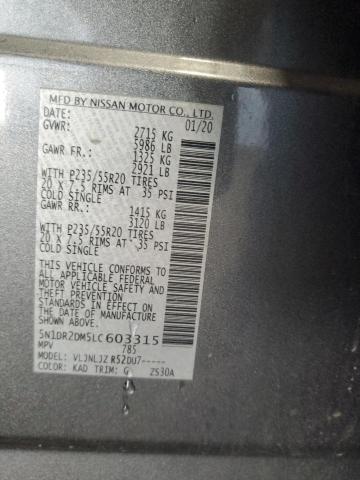 MFD BY NISSAN MOTOR CO., LTD.
DATE: 01/20
GVWR: 2715 KG
5986 LB
GAWR FR.: 1325 KG
2921 LB
WITH P235/55R20 TIRES
20 X 7.5 RIMS AT 35 PSI
COLD SINGLE
GAWR RR.: 1415 KG
3120 LB
WITH P235/55R20 TIRES
20 X 7.5 RIMS AT 35 PSI
COLD SINGLE
THIS VEHICLE CONFORMS TO
ALL APPLICABLE FEDERAL
MOTOR VEHICLE SAFETY AND
THEFT PREVENTION
STANDARDS IN EFFECT ON
THE DATE OF MANUFACTURE
SHOWN ABOVE.
5N1DR2DM5LC603315
MPV 785
MODEL: VLJNLJZ R52DU7-----
COLOR: KAD TRIM: G ZS30A